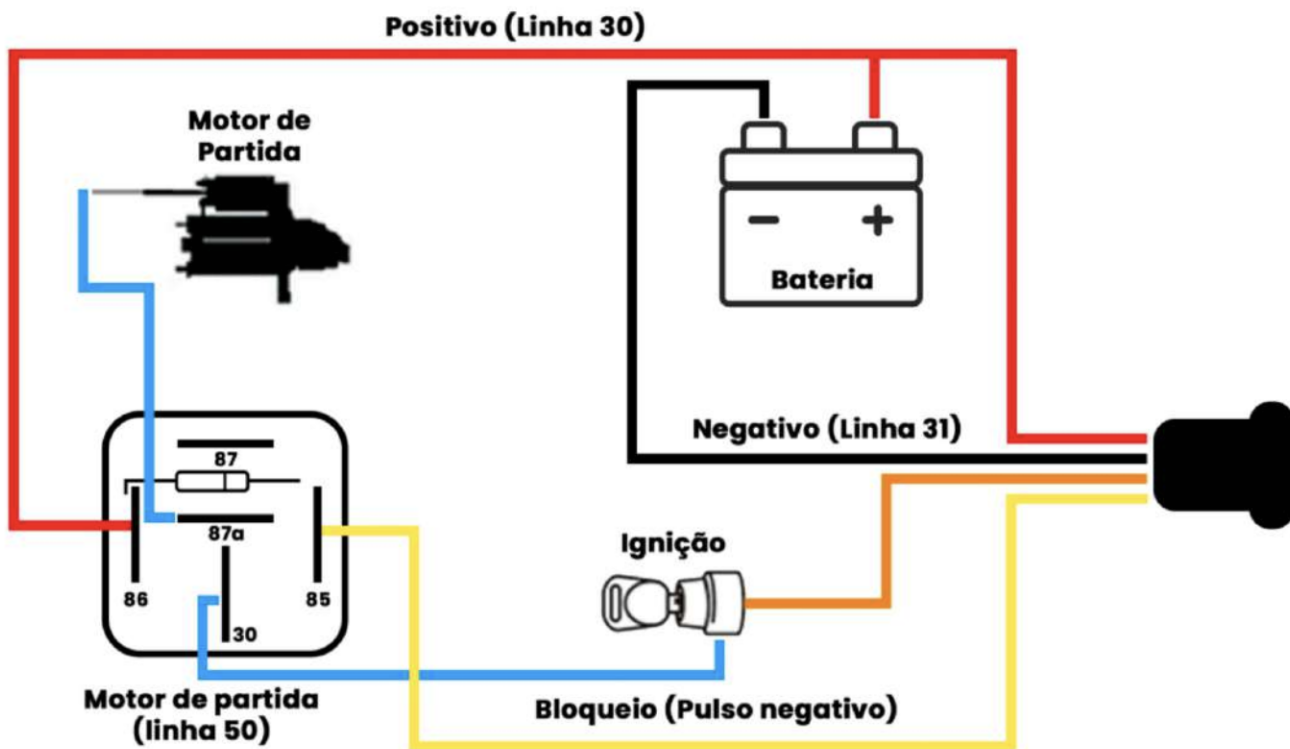 Positivo (Linha 30)
Motor de
Partida
Bateria
Negativo (Linha 31)
87
87a
86
85
30
Ignição
Motor de partida
(linha 50)
Bloqueio (Pulso negativo)